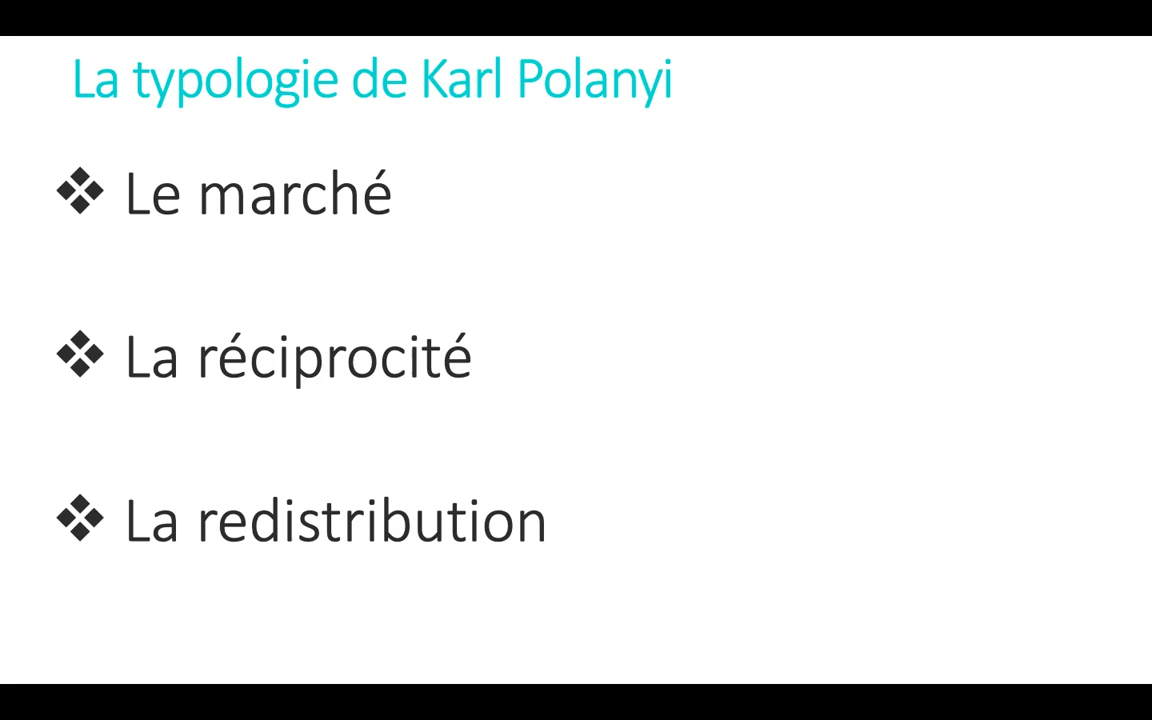 La typologie de Karl Polanyi
❖ Le marché
❖ La réciprocité
❖ La redistribution